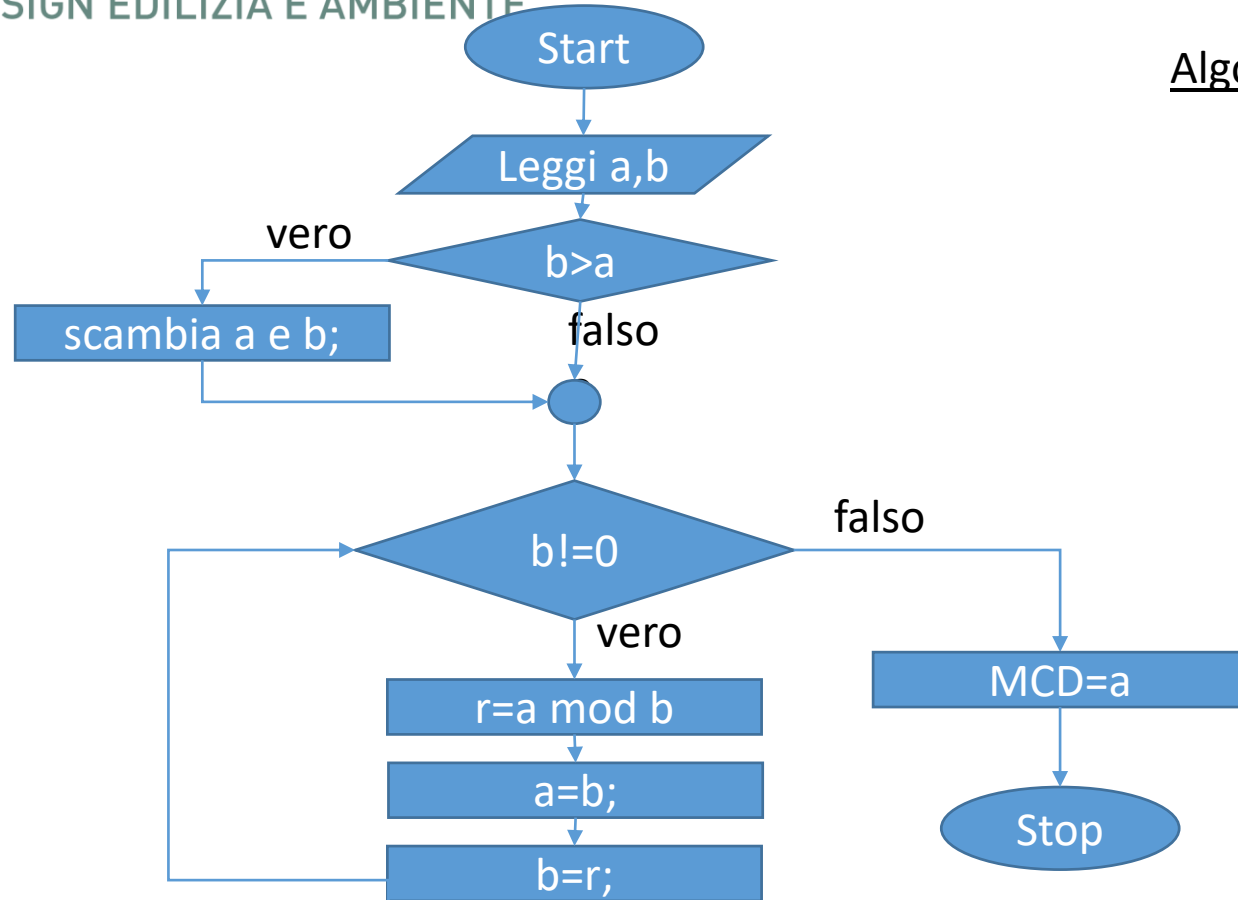 SIGN EDILIZIA E AMBIENTE
Start
Leggi a,b
vero
b>a
scambia a e b;
falso
b!=0
falso
vero
r=a mod b
MCD=a
a=b;
Stop
b=r;